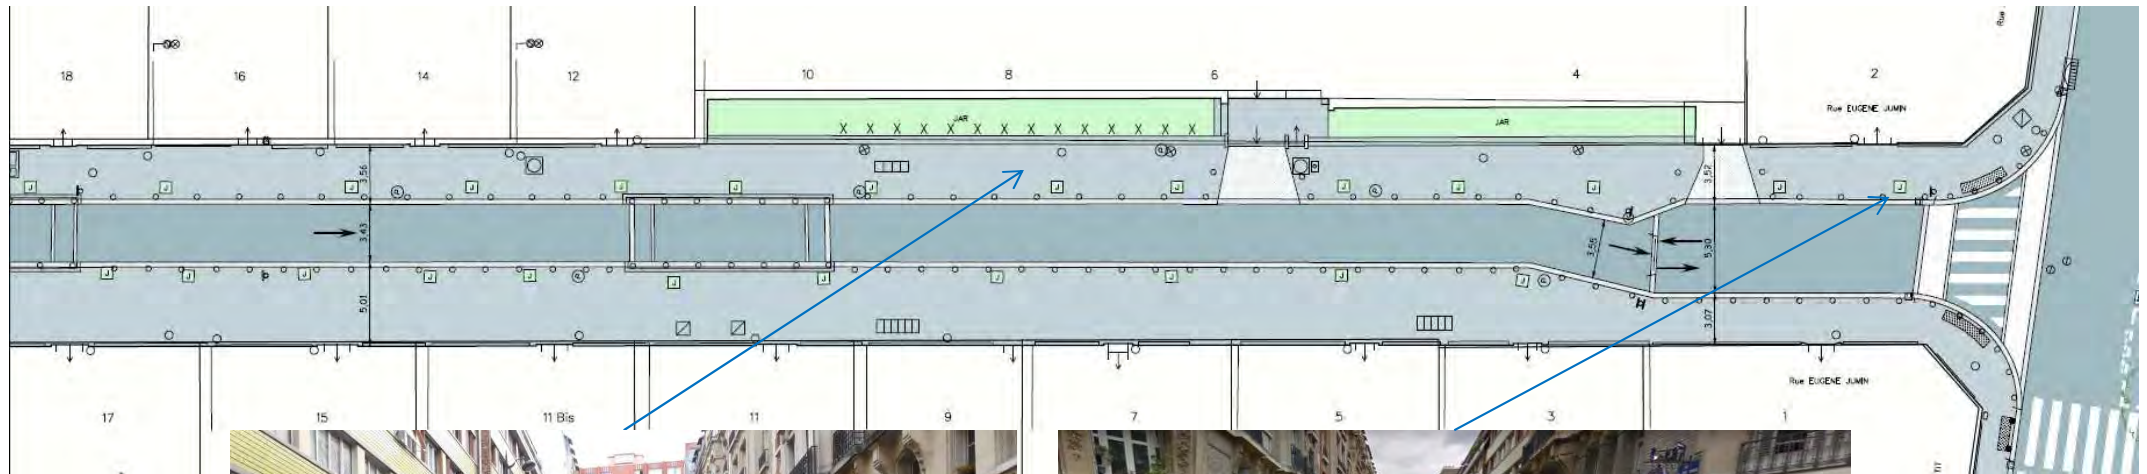 18
16
14
12
10
8
6
4
2
Rue
Rue EUGENE JUMIN
JAR
JAR
X X X X X X X X X X X X X X
3,56
3,52
J J J J J J J J J J J J J J
3,43
3,55
5,30
J J J J J J J J J J J
5,01
3,07
Rue EUGENE JUMIN
17
15
11 Bis
11
9
7
5
3
1